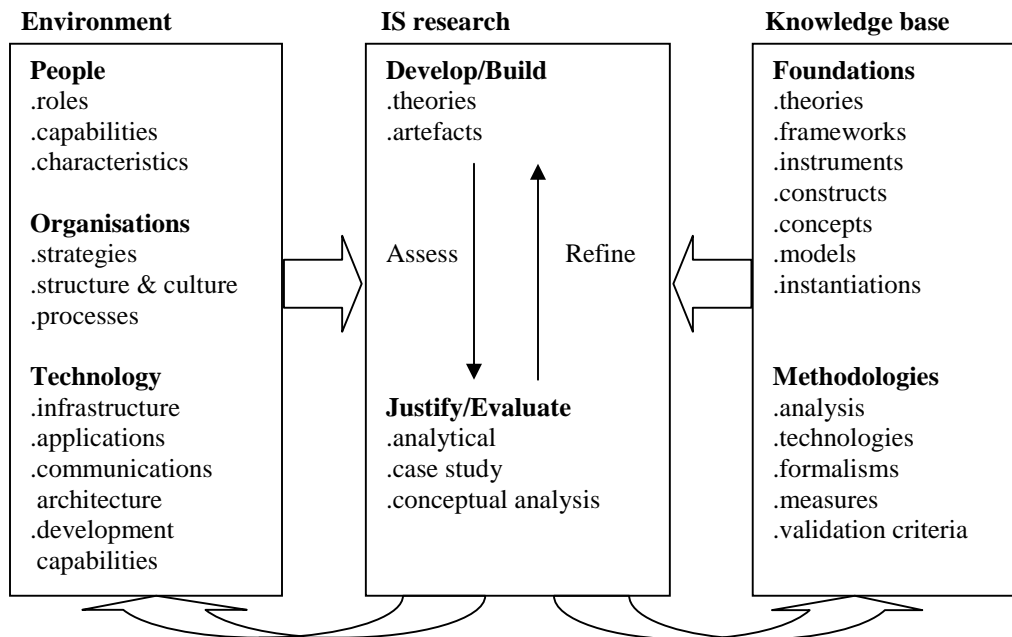 Environment
People
.roles
.capabilities
.characteristics
Organisations
.strategies
.structure & culture
.processes
Technology
.infrastructure
.applications
.communications
architecture
.development
capabilities
IS research
Develop/Build
.theories
.artefacts
Assess
Refine
Justify/Evaluate
.analytical
.case study
.conceptual analysis
Knowledge base
Foundations
.theories
.frameworks
.instruments
.constructs
.concepts
.models
.instantiations
Methodologies
.analysis
.technologies
.formalisms
.measures
.validation criteria